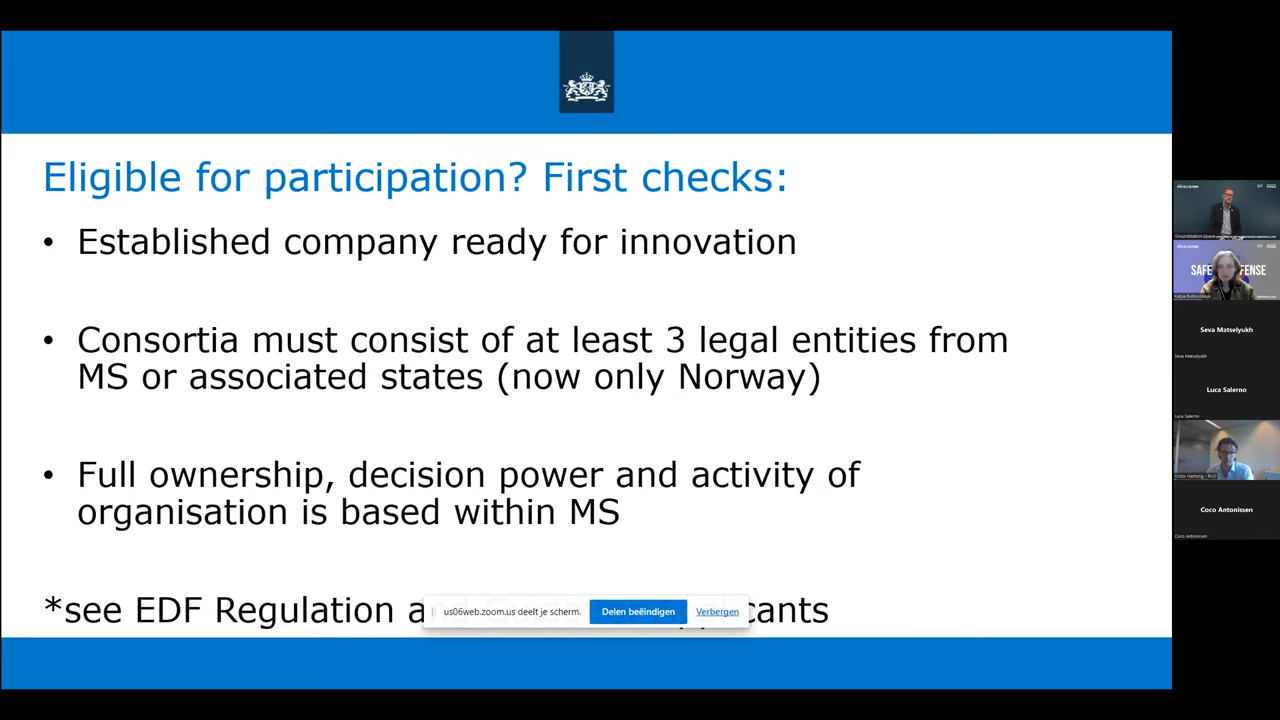 Eligible for participation? First checks:
• Established company ready for innovation
• Consortia must consist of at least 3 legal entities from
MS or associated states (now only Norway)
• Full ownership, decision power and activity of
organisation is based within MS
*see EDF Regulation and
us06web.zoom.us deelt je scherm. Delen beëindigen Verbergen
Groundstation.Space
SAFE
Seva Matselyukh
Seva Matselyukh
Luca Salerno
Luca Salerno
Coco Antonissen
Coco Antonissen